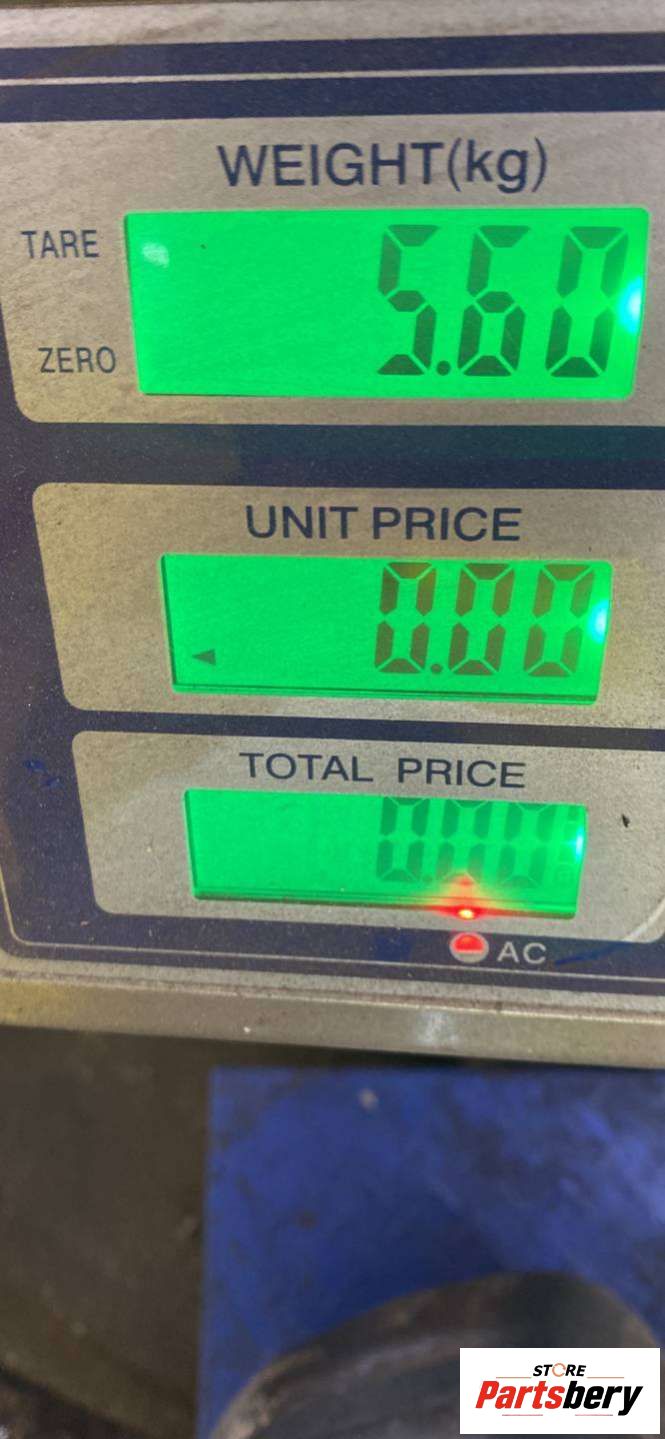 WEIGHT(kg)
TARE
5.60
ZERO
UNIT PRICE
0.00
TOTAL PRICE
0.00
AC
STORE
Partsbery